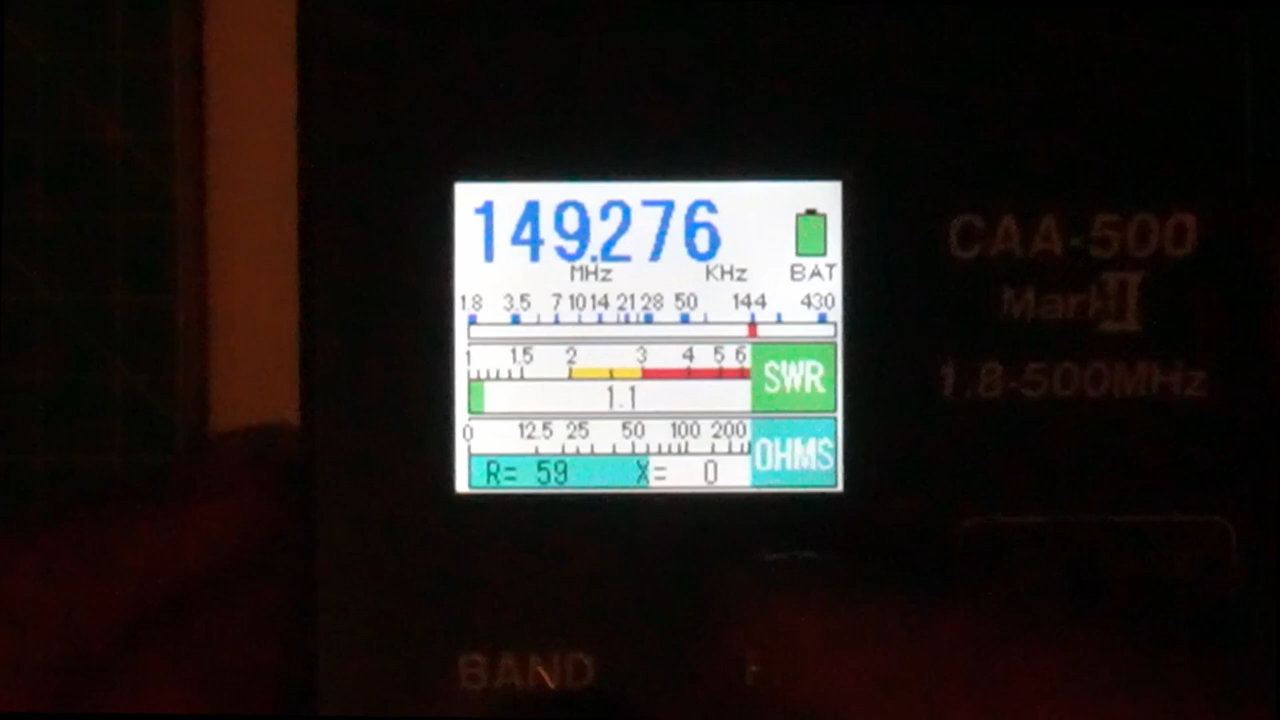 149.276
MHz KHz BAT
1.8 3.5 7 10 14 21 28 50 144 430
1 1.5 2 3 4 5 6
SWR
1.1
0 12.5 25 50 100 200
OHMS
R= 59 X= 0
CAA-500
MarkII
1.8-500MHz
BAND